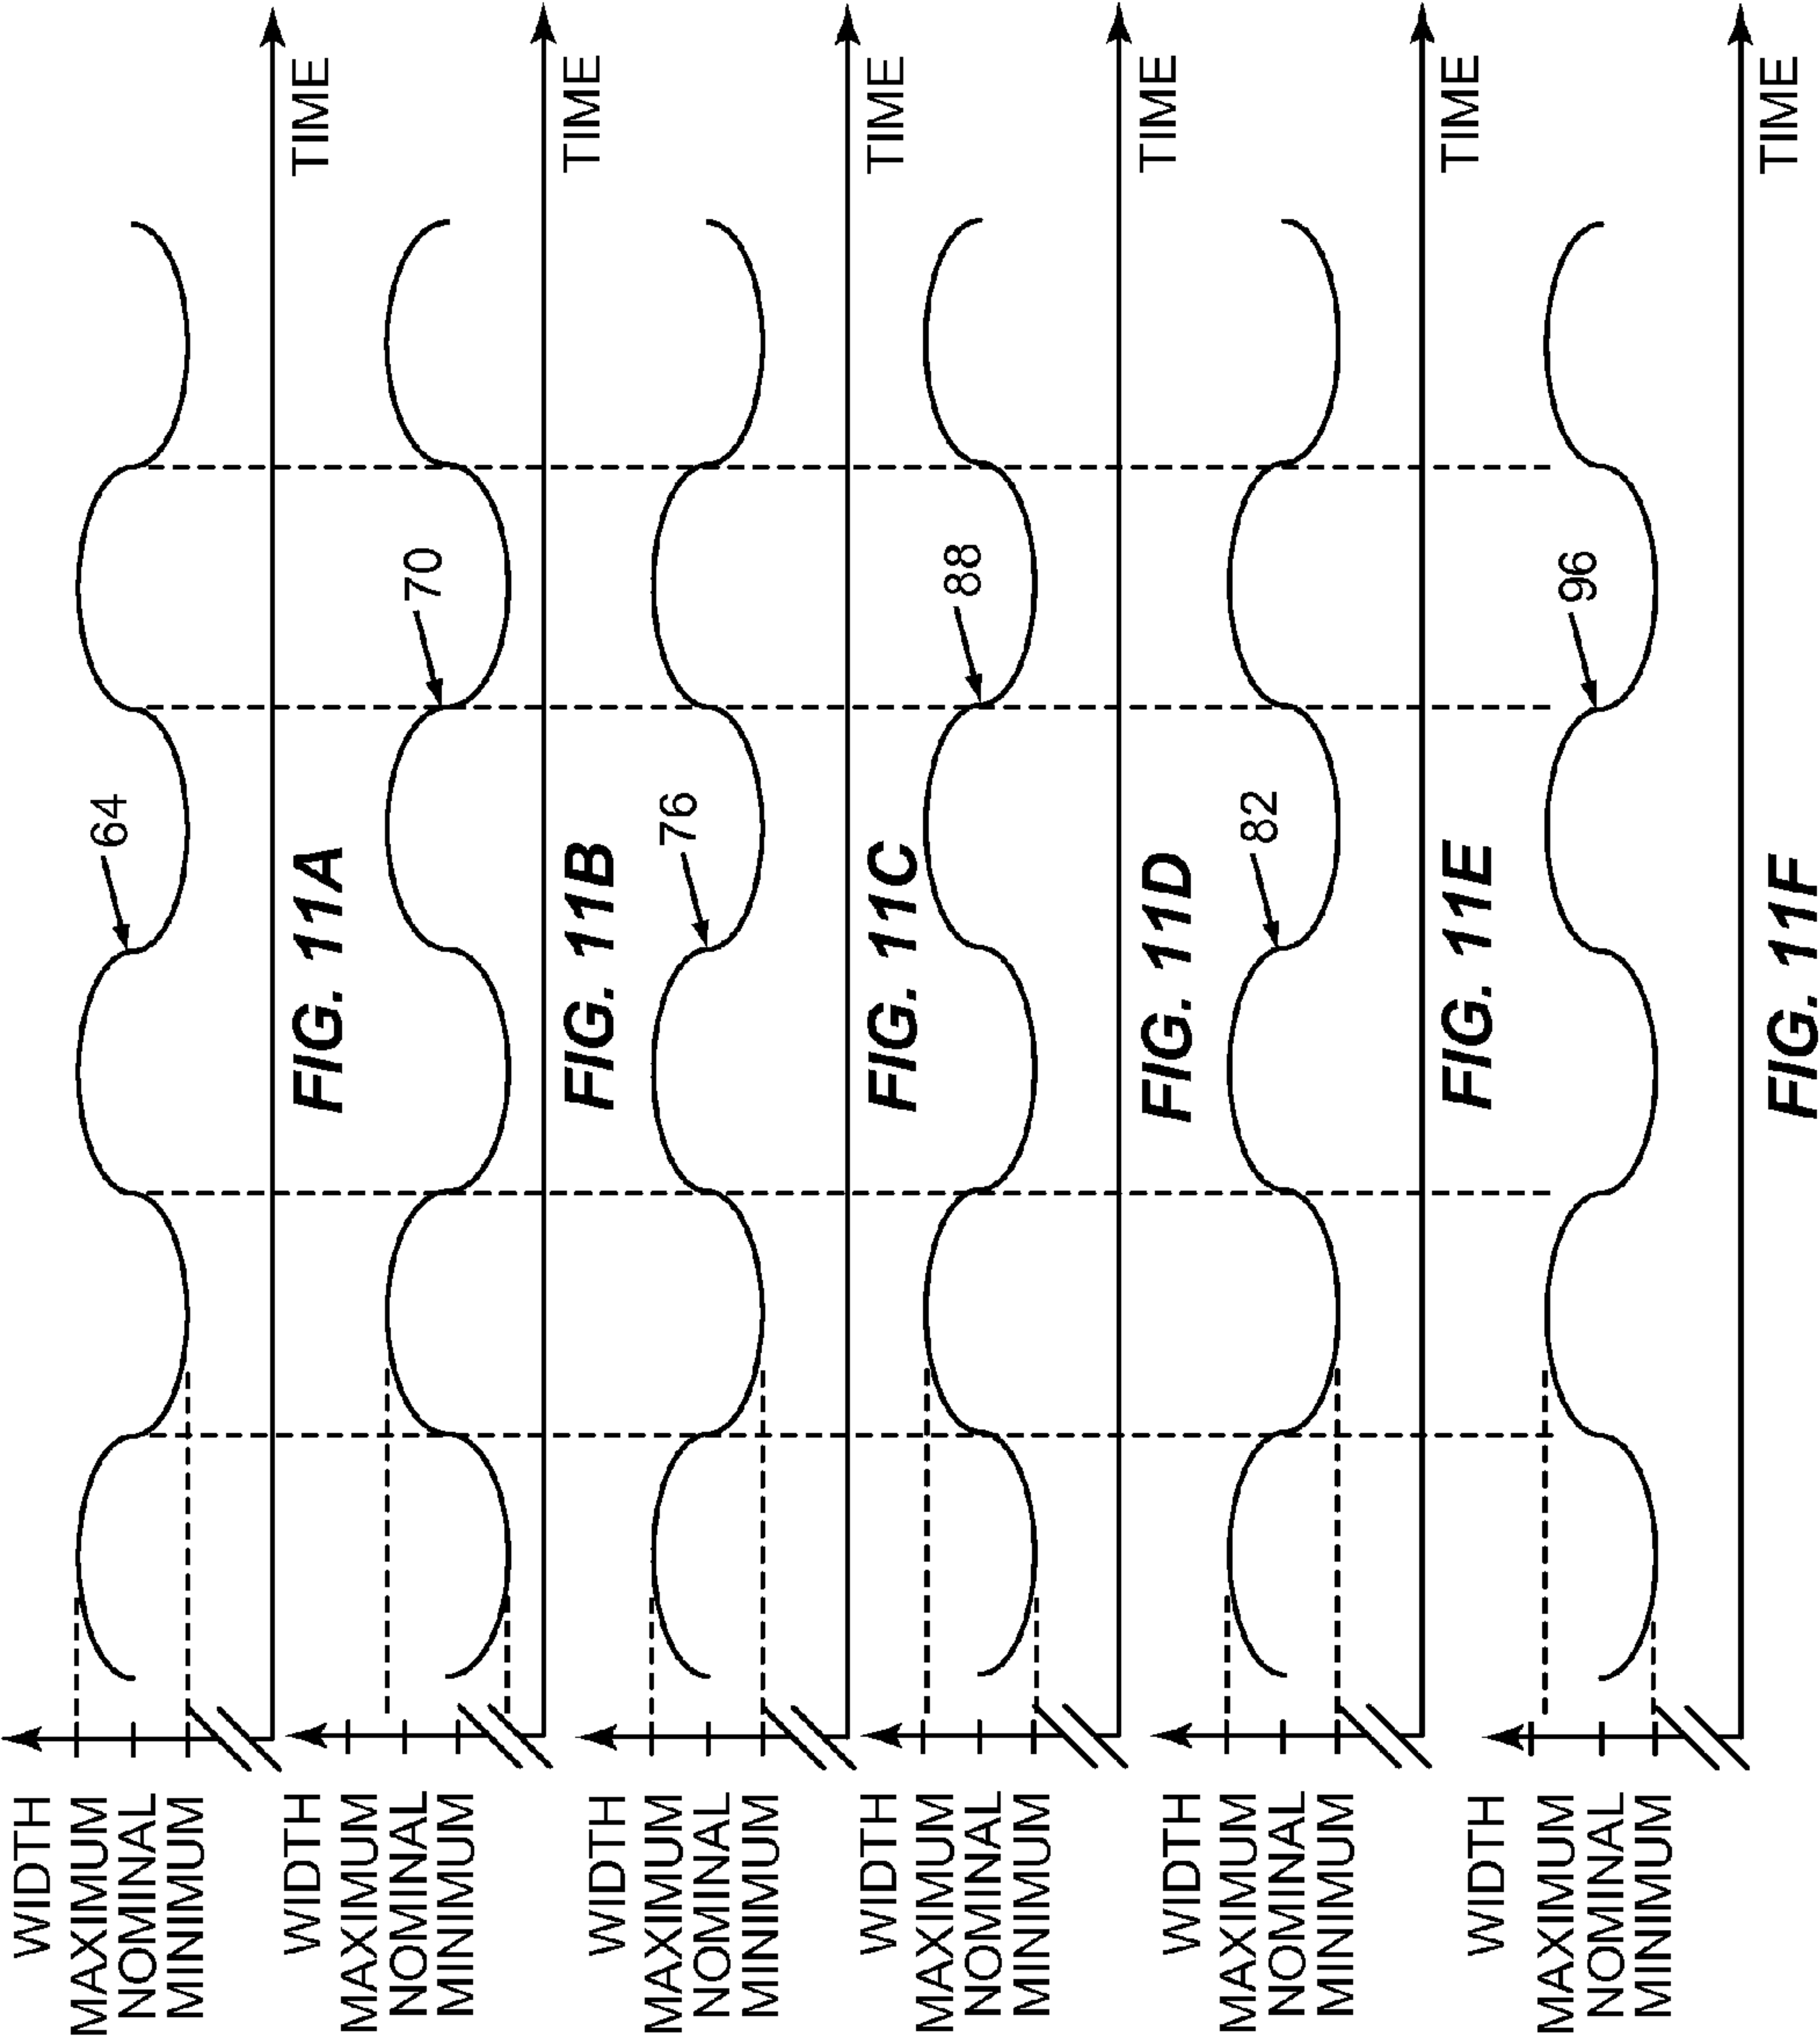 WIDTH
MAXIMUM
NOMINAL
MINIMUM
64
TIME
FIG. 11A
WIDTH
MAXIMUM
NOMINAL
MINIMUM
70
TIME
FIG. 11B
WIDTH
MAXIMUM
NOMINAL
MINIMUM
76
TIME
FIG. 11C
WIDTH
MAXIMUM
NOMINAL
MINIMUM
88
TIME
FIG. 11D
WIDTH
MAXIMUM
NOMINAL
MINIMUM
82
TIME
FIG. 11E
WIDTH
MAXIMUM
NOMINAL
MINIMUM
96
TIME
FIG. 11F